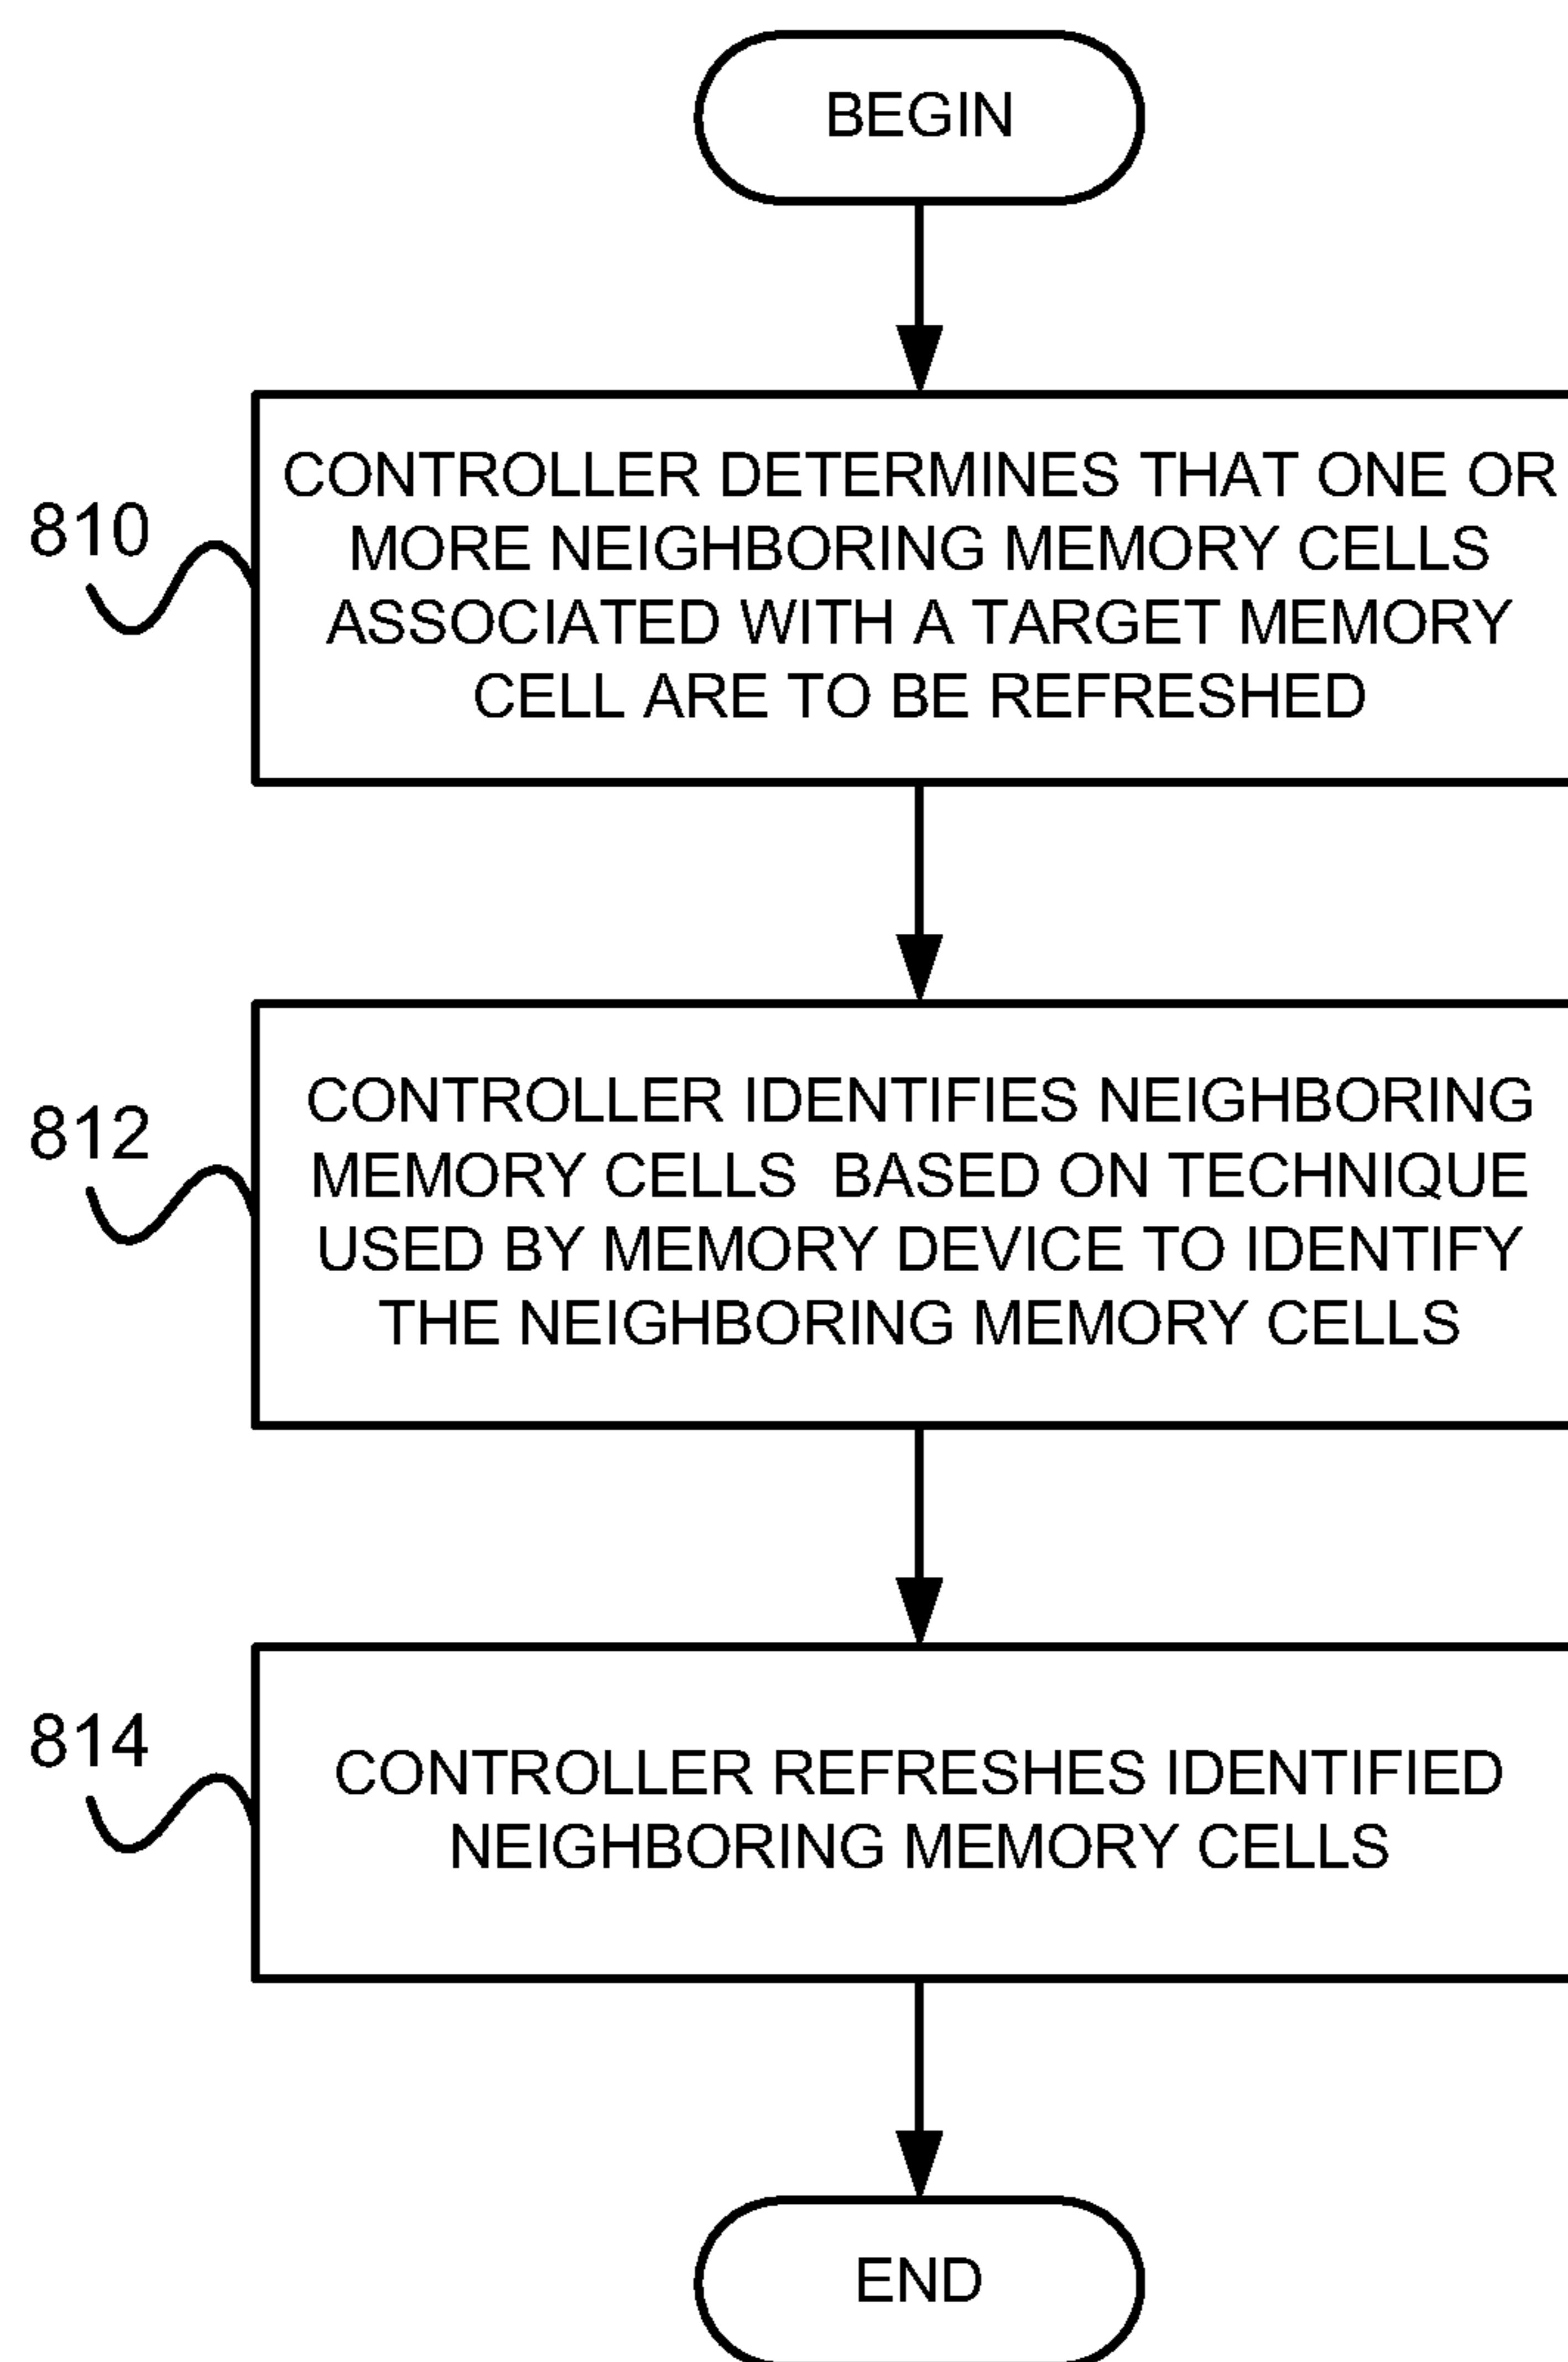 BEGIN
810
CONTROLLER DETERMINES THAT ONE OR
MORE NEIGHBORING MEMORY CELLS
ASSOCIATED WITH A TARGET MEMORY
CELL ARE TO BE REFRESHED
812
CONTROLLER IDENTIFIES NEIGHBORING
MEMORY CELLS BASED ON TECHNIQUE
USED BY MEMORY DEVICE TO IDENTIFY
THE NEIGHBORING MEMORY CELLS
814
CONTROLLER REFRESHES IDENTIFIED
NEIGHBORING MEMORY CELLS
END